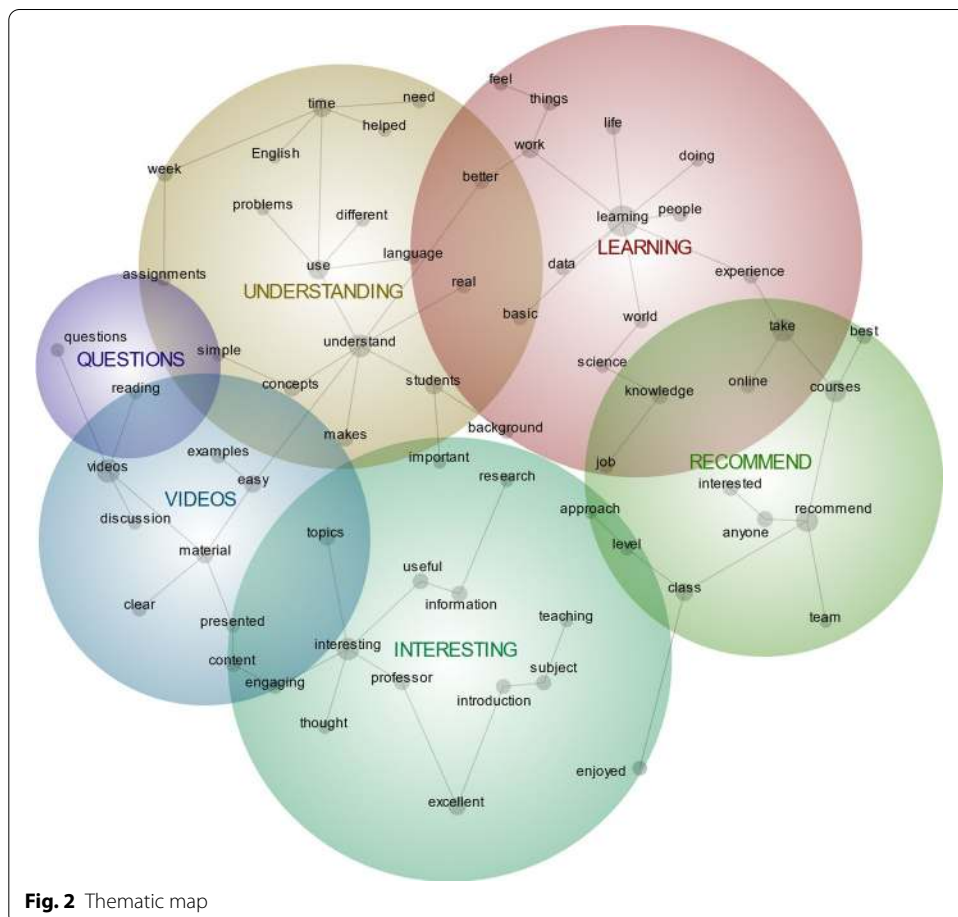 feel
need
time
things
helped
life
work
English
doing
week
better
problems
different
people
learning
language
LEARNING
data
use
experience
assignments
real
UNDERSTANDING
basic
world
take
best
questions
simple
understand
QUESTIONS
science
reading
concepts
students
online
courses
knowledge
makes
background
examples
important
job
RECOMMEND
videos
easy
research
interested
VIDEOS
discussion
approach
recommend
topics
anyone
material
level
useful
class
clear
information
presented
teaching
team
interesting
INTERESTING
content
subject
engaging
professor
introduction
thought
enjoyed
excellent
Fig. 2 Thematic map